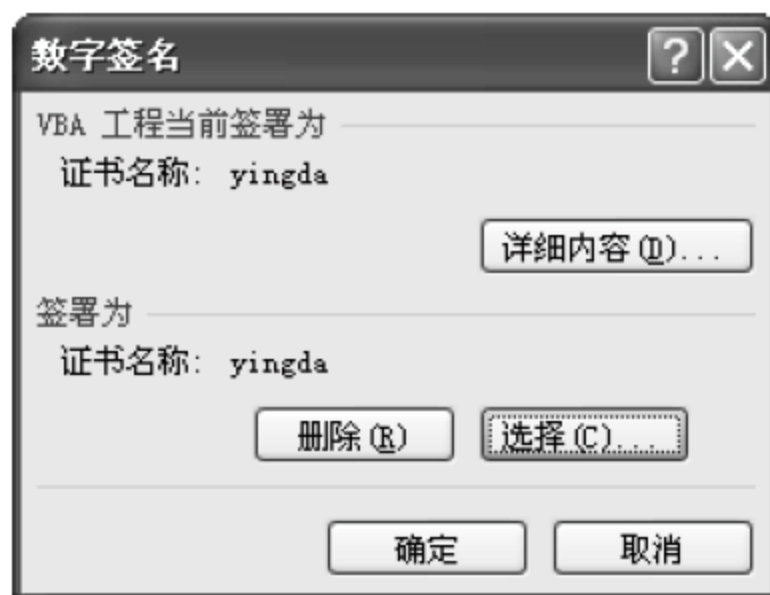 数字签名
VBA 工程当前签署为
证书名称: yingda
详细内容(D)...
签署为
证书名称: yingda
删除(R) 选择(C)...
确定 取消